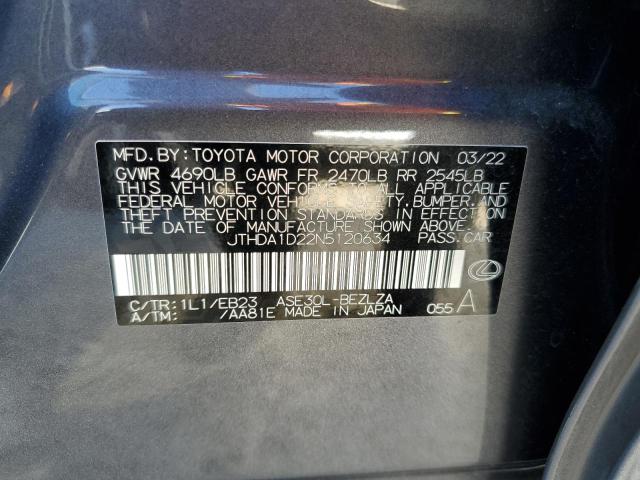 MFD.BY:TOYOTA MOTOR CORPORATION 03/22
GVWR 4690LB GAWR FR 2470LB RR 2545LB
THIS VEHICLE CONFORMS TO ALL APPLICABLE
FEDERAL MOTOR VEHICLE SAFETY,BUMPER,AND
THEFT PREVENTION STANDARDS IN EFFECT ON
THE DATE OF MANUFACTURE SHOWN ABOVE.
JTHDA1D22N5120634 PASS.CAR
C/TR:1L1/EB23 ASE30L-BEZLZA
A/TM: /AA81E MADE IN JAPAN 055 A